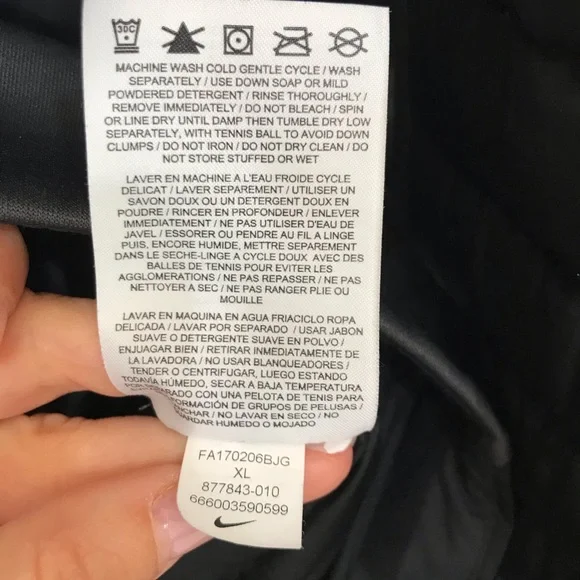 30C
MACHINE WASH COLD GENTLE CYCLE / WASH
SEPARATELY / USE DOWN SOAP OR MILD
POWDERED DETERGENT / RINSE THOROUGHLY /
REMOVE IMMEDIATELY / DO NOT BLEACH / SPIN
OR LINE DRY UNTIL DAMP THEN TUMBLE DRY LOW
SEPARATELY, WITH TENNIS BALL TO AVOID DOWN
CLUMPS / DO NOT IRON / DO NOT DRY CLEAN / DO
NOT STORE STUFFED OR WET
LAVER EN MACHINE A L'EAU FROIDE CYCLE
DELICAT / LAVER SEPAREMENT / UTILISER UN
SAVON DOUX OU UN DETERGENT DOUX EN
POUDRE / RINCER EN PROFONDEUR / ENLEVER
IMMEDIATEMENT / NE PAS UTILISER D'EAU DE
JAVEL / ESSORER OU PENDRE AU FIL A LINGE
PUIS, ENCORE HUMIDE, METTRE SEPAREMENT
DANS LE SECHE-LINGE A CYCLE DOUX AVEC DES
BALLES DE TENNIS POUR EVITER LES
AGGLOMERATIONS / NE PAS REPASSER / NE PAS
NETTOYER A SEC / NE PAS RANGER PLIE OU
MOUILLE
LAVAR EN MAQUINA EN AGUA FRIACICLO ROPA
DELICADA / LAVAR POR SEPARADO / USAR JABÓN
SUAVE O DETERGENTE SUAVE EN POLVO /
ENJUAGAR BIEN / RETIRAR INMEDIATAMENTE DE
LA LAVADORA / NO USAR BLANQUEADORES /
TENDER O CENTRIFUGAR, LUEGO ESTANDO
TODAVÍA HÚMEDO, SECAR A BAJA TEMPERATURA
POR SEPARADO CON UNA PELOTA DE TENIS PARA
FORMACIÓN DE GRUPOS DE PELUSAS /
NO LAVAR EN SECO / NO
GUARDAR HUMEDO O MOJADO
FA170206BJG
XL
877843-010
666003590599